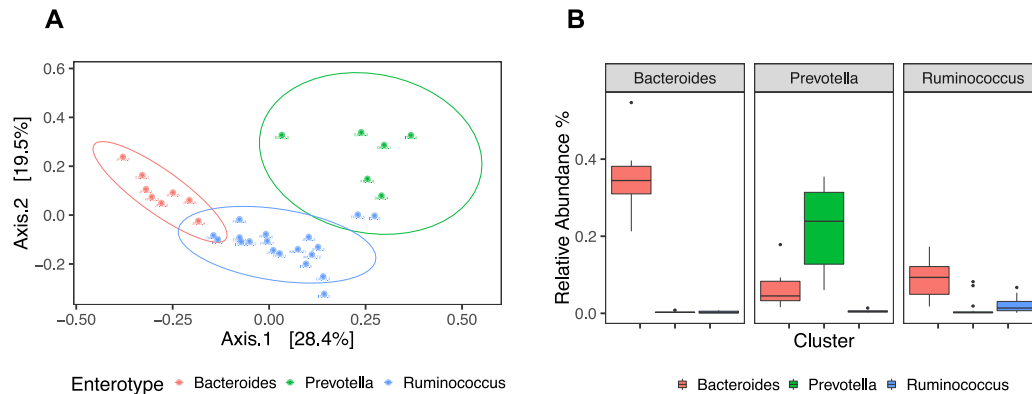 A
B
0.6
0.4
0.2
0.0
−0.2
−0.50
−0.25
0.00
0.25
0.50
Axis.2 [19.5%]
Axis.1 [28.4%]
Enterotype Bacteroides Prevotella Ruminococcus
Bacteroides Prevotella Ruminococcus
0.4
0.2
0.0
Relative Abundance %
Cluster
Bacteroides Prevotella Ruminococcus